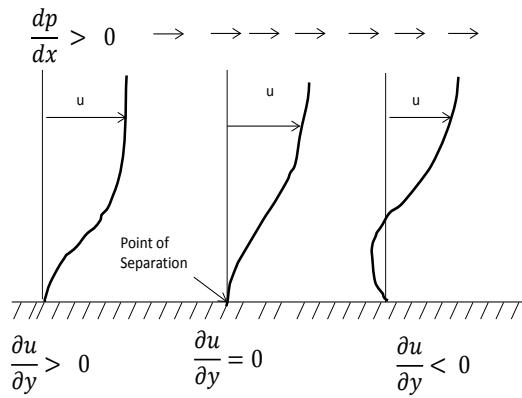 dp/dx > 0
u
u
u
Point of
Separation
∂u/∂y > 0
∂u/∂y = 0
∂u/∂y < 0